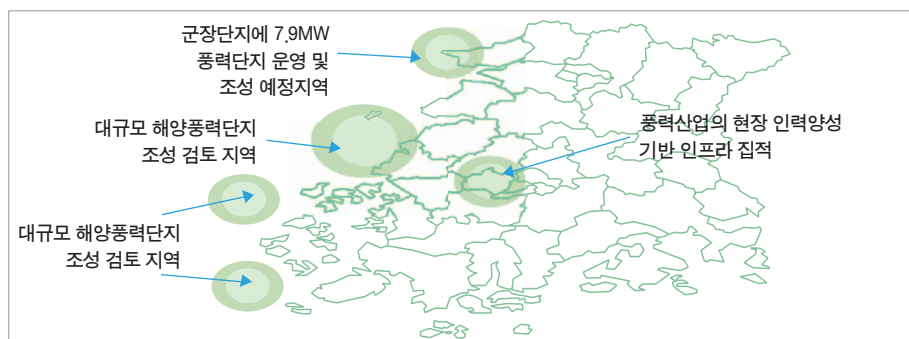 군장단지에 7.9MW
풍력단지 운영 및
조성 예정지역
대규모 해양풍력단지
조성 검토 지역
풍력산업의 현장 인력양성
기반 인프라 집적
대규모 해양풍력단지
조성 검토 지역